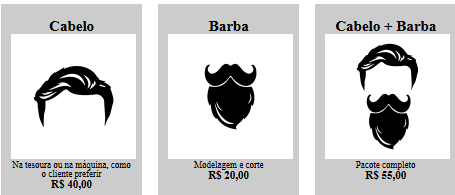 Cabelo
Na tesoura ou na máquina, como
o cliente preferir
R$ 40,00
Barba
Modelagem e corte
R$ 20,00
Cabelo + Barba
Pacote completo
R$ 55,00